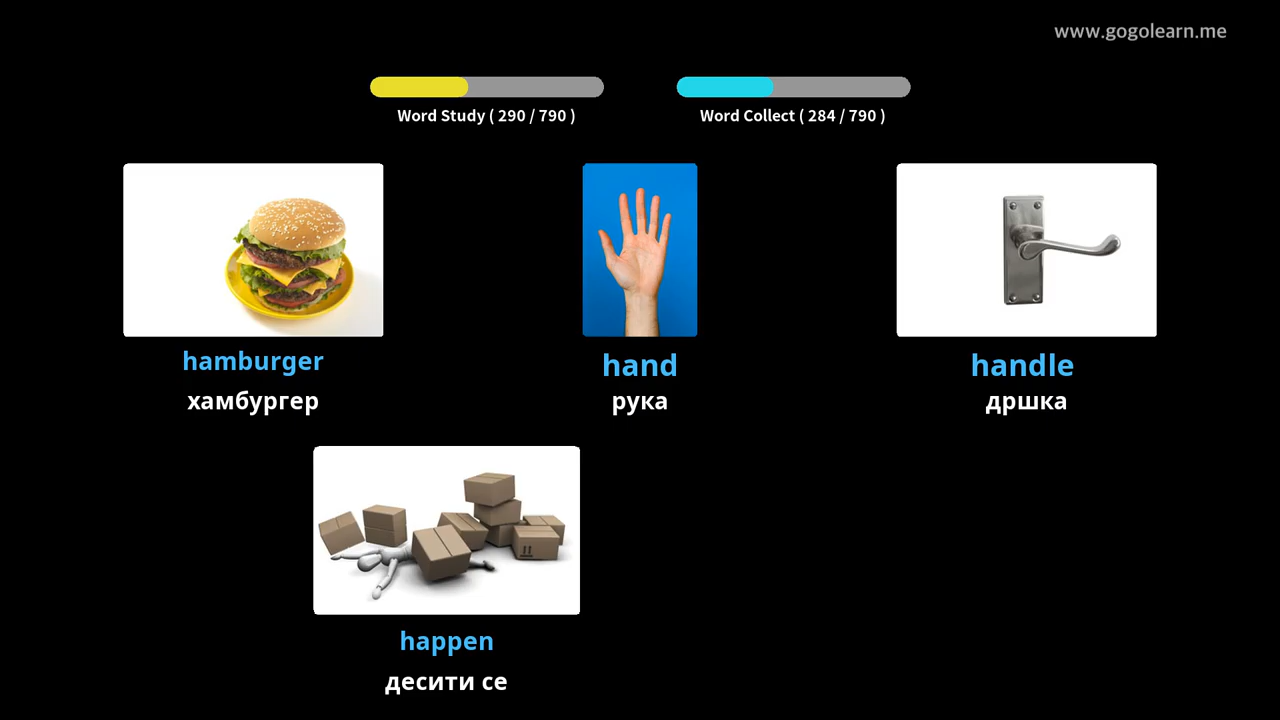 www.gogolearn.me
Word Study ( 290 / 790 )
Word Collect ( 284 / 790 )
hamburger
hand
handle
хамбургер
рука
дршка
happen
десити се